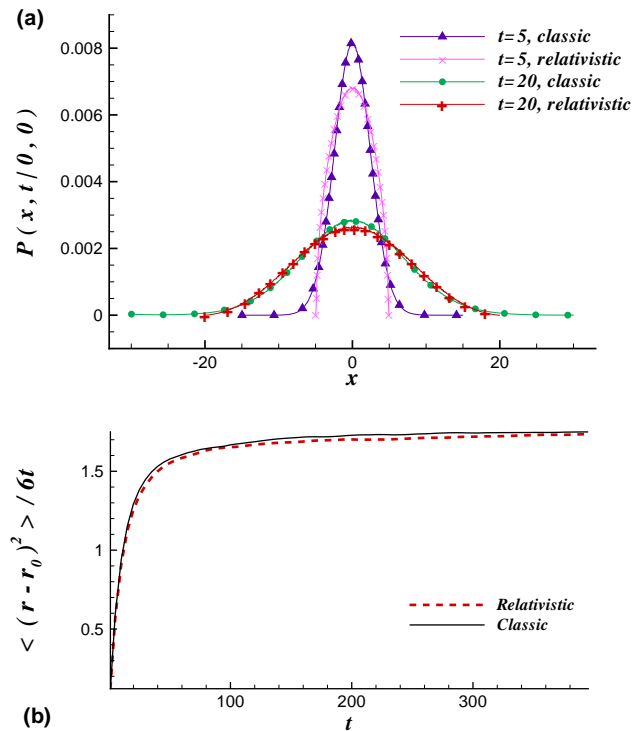 (a)
P ( x , t / 0 , 0 )
0.008
0.006
0.004
0.002
0
-20
0
20
x
t=5, classic
t=5, relativistic
t=20, classic
t=20, relativistic
< ( r - r0 )² > / 6t
1.5
1
0.5
100
200
300
t
Relativistic
Classic
(b)